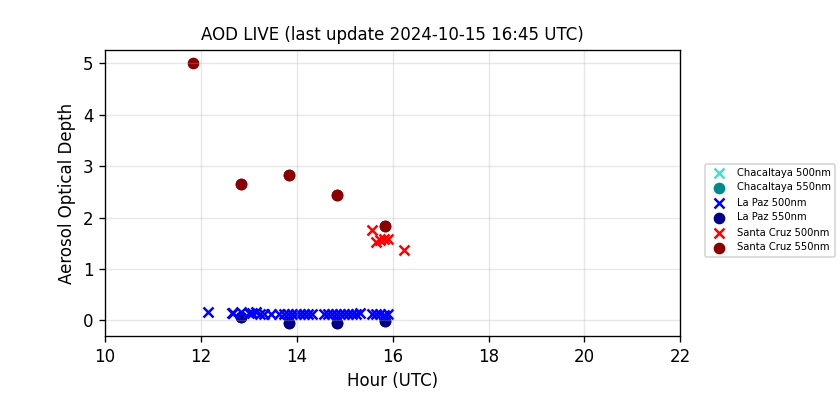 AOD LIVE (last update 2024-10-15 16:45 UTC)
Aerosol Optical Depth
5
4
3
2
1
0
10 12 14 16 18 20 22
Hour (UTC)
Chacaltaya 500nm
Chacaltaya 550nm
La Paz 500nm
La Paz 550nm
Santa Cruz 500nm
Santa Cruz 550nm